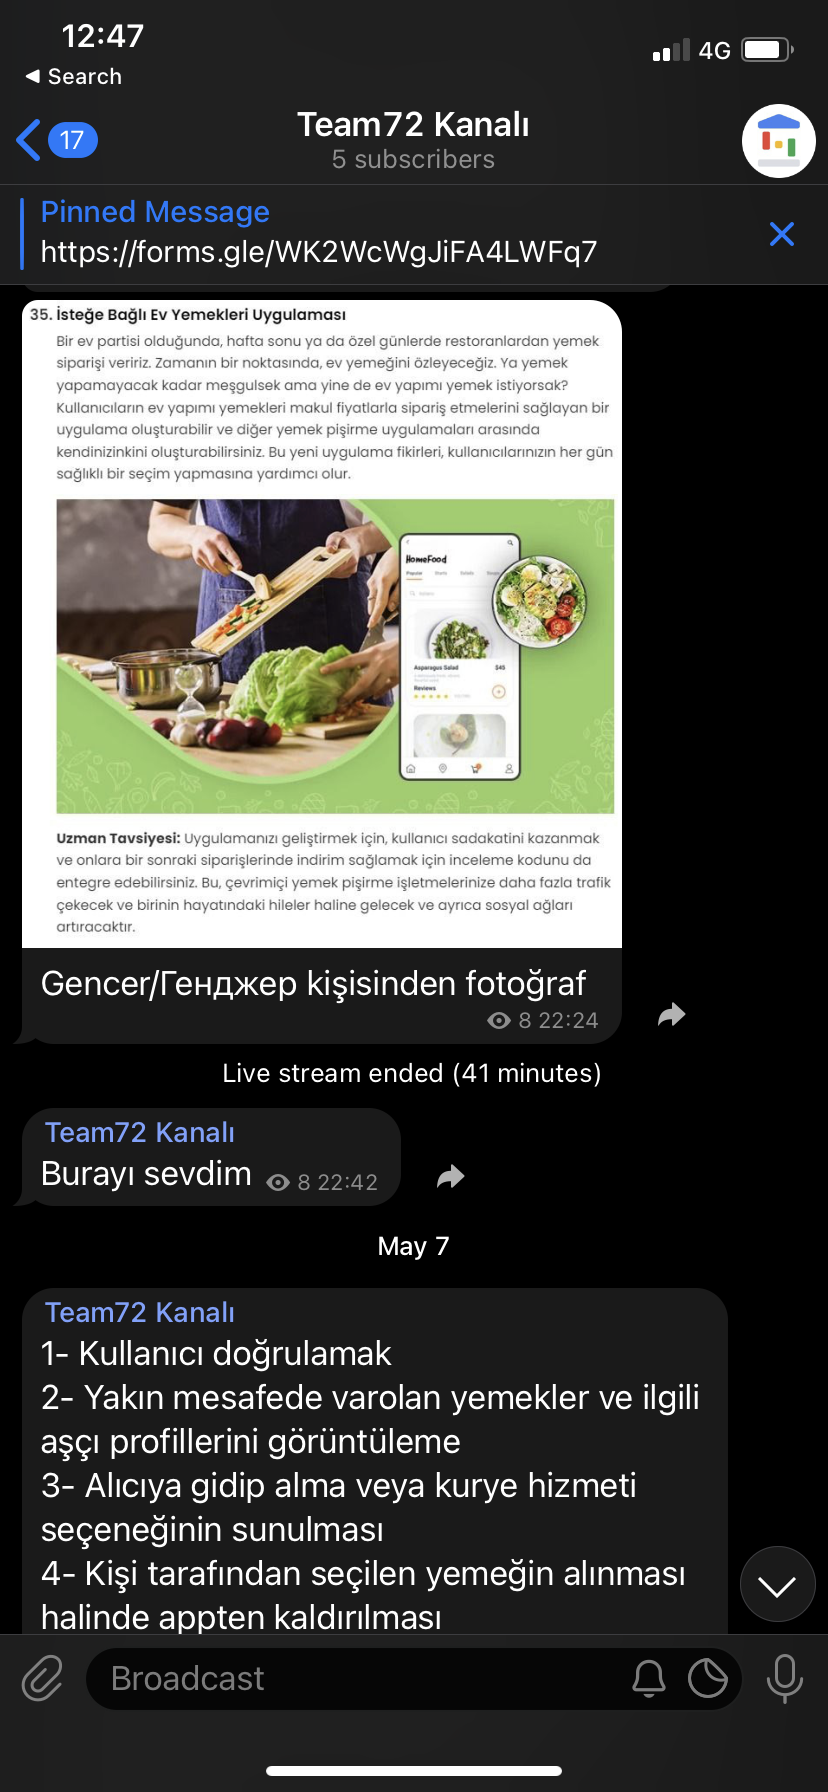 12:47
4G
Search
17
Team72 Kanalı
5 subscribers
Pinned Message
https://forms.gle/WK2WcWgJiFA4LWFq7
35. İsteğe Bağlı Ev Yemekleri Uygulaması
Bir ev partisi olduğunda, hafta sonu ya da özel günlerde restoranlardan yemek
siparişi veririz. Zamanın bir noktasında, ev yemeğini özleyeceğiz. Ya yemek
yapamayacak kadar meşgulsek ama yine de ev yapımı yemek istiyorsak?
Kullanıcıların ev yapımı yemekleri makul fiyatlarla sipariş etmelerini sağlayan bir
uygulama oluşturabilir ve diğer yemek pişirme uygulamaları arasında
kendinizinkini oluşturabilirsiniz. Bu yeni uygulama fikirleri, kullanıcılarınızın her gün
sağlıklı bir seçim yapmasına yardımcı olur.
HomeFood
Popular
Asparagus Salad $45
Reviews
Uzman Tavsiyesi: Uygulamanızı geliştirmek için, kullanıcı sadakatini kazanmak
ve onlara bir sonraki siparişlerinde indirim sağlamak için inceleme kodunu da
entegre edebilirsiniz. Bu, çevrimiçi yemek pişirme işletmelerinize daha fazla trafik
çekecek ve birinin hayatındaki hileler haline gelecek ve ayrıca sosyal ağları
artıracaktır.
Gencer/Генджер kişisinden fotoğraf
8 22:24
Live stream ended (41 minutes)
Team72 Kanalı
Burayı sevdim 8 22:42
May 7
Team72 Kanalı
1- Kullanıcı doğrulamak
2- Yakın mesafede varolan yemekler ve ilgili
aşçı profillerini görüntüleme
3- Alıcıya gidip alma veya kurye hizmeti
seçeneğinin sunulması
4- Kişi tarafından seçilen yemeğin alınması
halinde appten kaldırılması
Broadcast